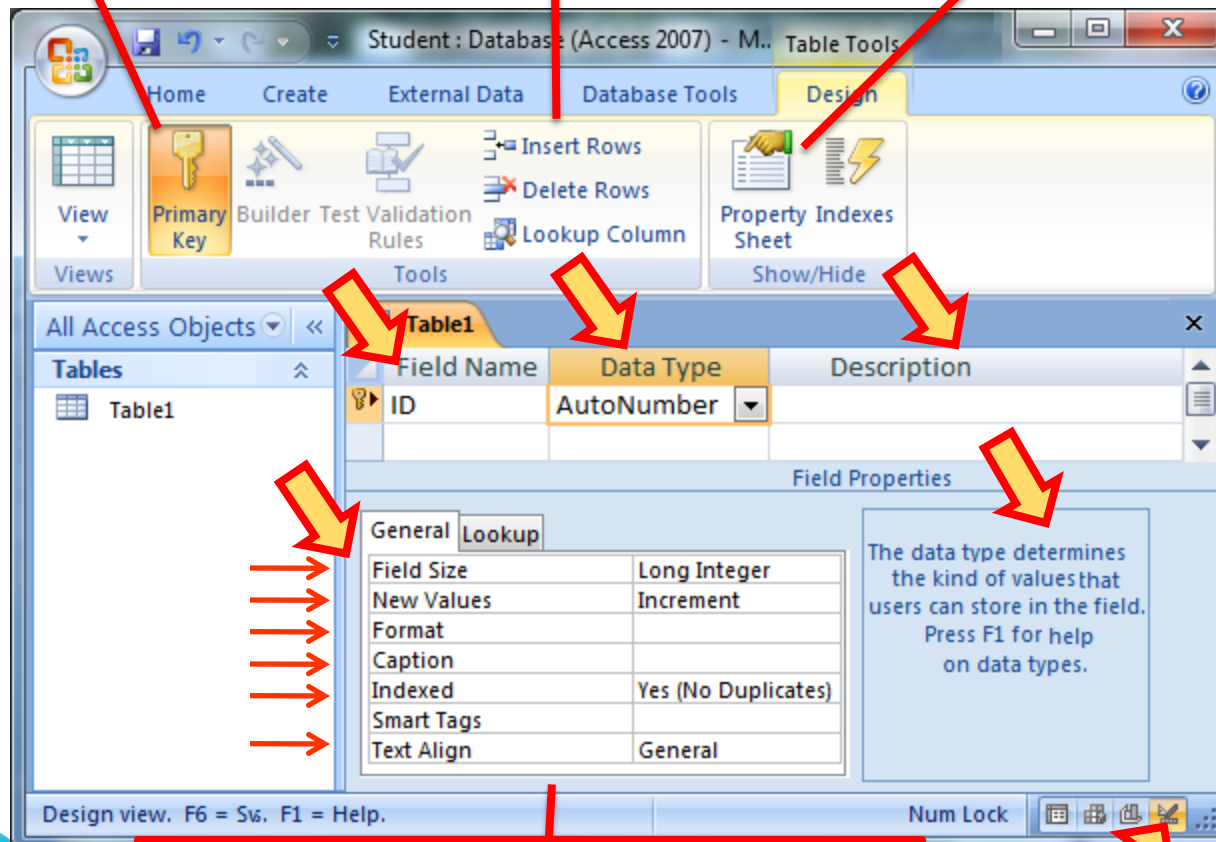 Student : Database (Access 2007) - M.. Table Tools
Home Create External Data Database Tools Design
View
Primary Key
Builder
Test Validation Rules
Insert Rows
Delete Rows
Lookup Column
Property Sheet
Indexes
Views Tools Show/Hide
All Access Objects
Table1
Tables
Table1
Field Name Data Type Description
ID AutoNumber
Field Properties
General Lookup
Field Size Long Integer
New Values Increment
Format
Caption
Indexed Yes (No Duplicates)
Smart Tags
Text Align General
The data type determines
the kind of values that
users can store in the field.
Press F1 for help
on data types.
Design view. F6 = Sw. F1 = Help. Num Lock